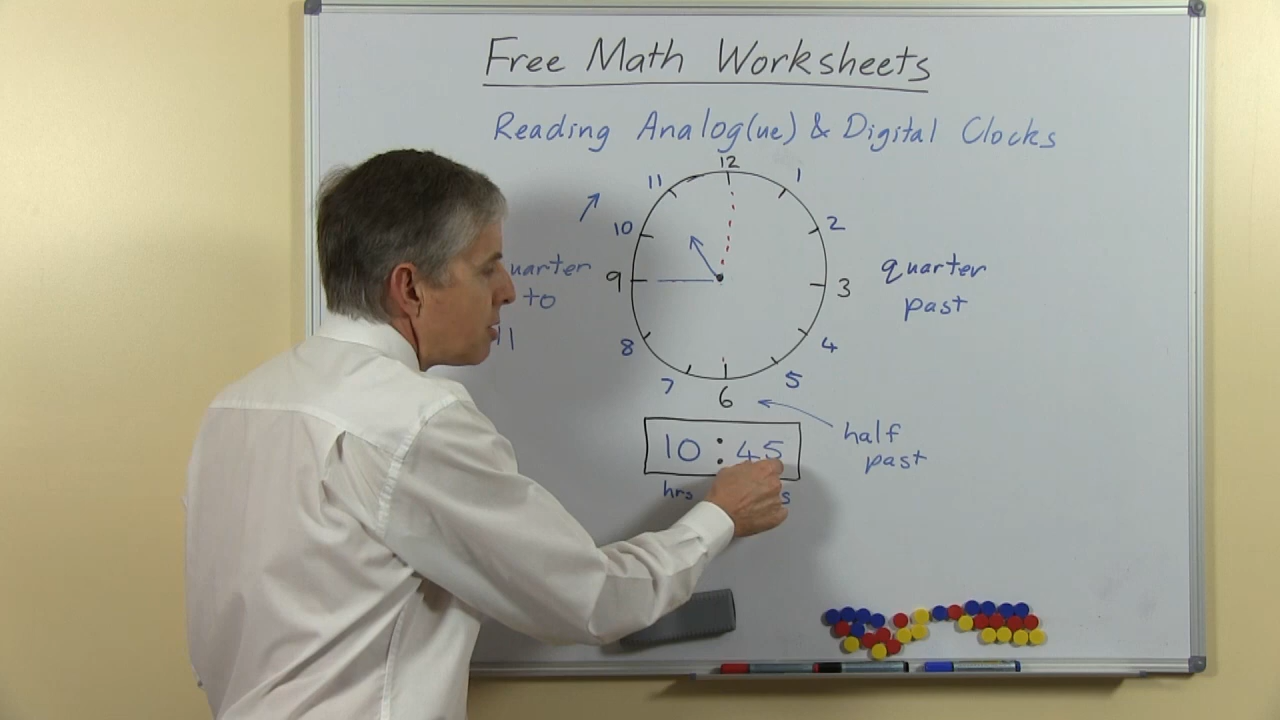 Free Math Worksheets
Reading Analog(ue) & Digital Clocks
12
11
1
10
2
9
3
8
4
7
5
6
to
11
quarter
past
half
past
10:45
hrs